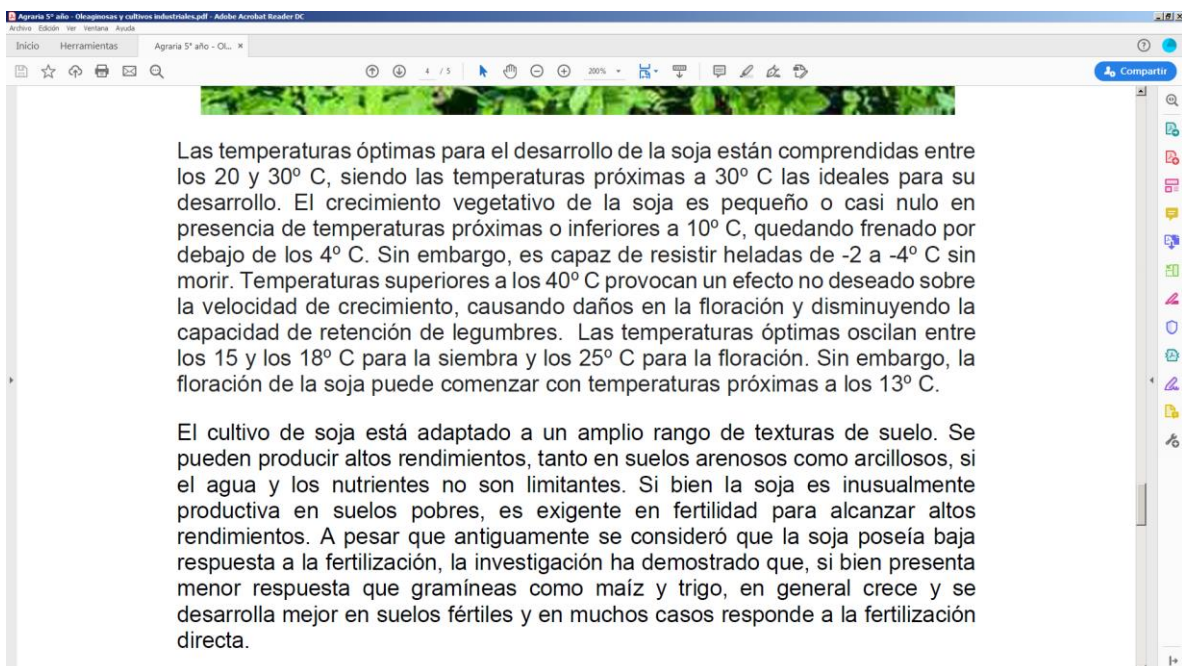 Agraria 5º año - Oleaginosas y cultivos industriales.pdf - Adobe Acrobat Reader DC
Archivo Edición Ver Ventana Ayuda
Inicio Herramientas Agraria 5º año - Ol... ×
4 / 5 200% Compartir
Las temperaturas óptimas para el desarrollo de la soja están comprendidas entre
los 20 y 30º C, siendo las temperaturas próximas a 30º C las ideales para su
desarrollo. El crecimiento vegetativo de la soja es pequeño o casi nulo en
presencia de temperaturas próximas o inferiores a 10º C, quedando frenado por
debajo de los 4º C. Sin embargo, es capaz de resistir heladas de -2 a -4º C sin
morir. Temperaturas superiores a los 40º C provocan un efecto no deseado sobre
la velocidad de crecimiento, causando daños en la floración y disminuyendo la
capacidad de retención de legumbres. Las temperaturas óptimas oscilan entre
los 15 y los 18º C para la siembra y los 25º C para la floración. Sin embargo, la
floración de la soja puede comenzar con temperaturas próximas a los 13º C.
El cultivo de soja está adaptado a un amplio rango de texturas de suelo. Se
pueden producir altos rendimientos, tanto en suelos arenosos como arcillosos, si
el agua y los nutrientes no son limitantes. Si bien la soja es inusualmente
productiva en suelos pobres, es exigente en fertilidad para alcanzar altos
rendimientos. A pesar que antiguamente se consideró que la soja poseía baja
respuesta a la fertilización, la investigación ha demostrado que, si bien presenta
menor respuesta que gramíneas como maíz y trigo, en general crece y se
desarrolla mejor en suelos fértiles y en muchos casos responde a la fertilización
directa.